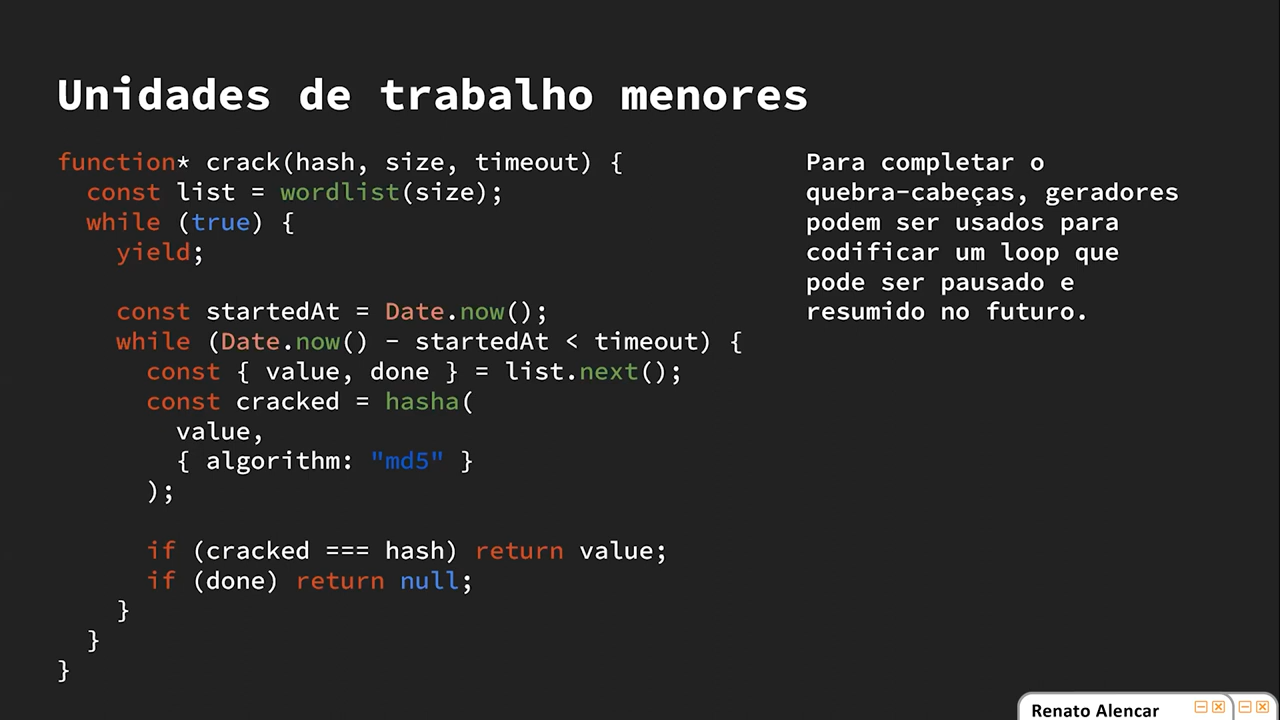 Unidades de trabalho menores
function* crack(hash, size, timeout) {
  const list = wordlist(size);
  while (true) {
    yield;

    const startedAt = Date.now();
    while (Date.now() - startedAt < timeout) {
      const { value, done } = list.next();
      const cracked = hasha(
        value,
        { algorithm: "md5" }
      );

      if (cracked === hash) return value;
      if (done) return null;
    }
  }
}
Para completar o
quebra-cabeças, geradores
podem ser usados para
codificar um loop que
pode ser pausado e
resumido no futuro.
Renato Alencar